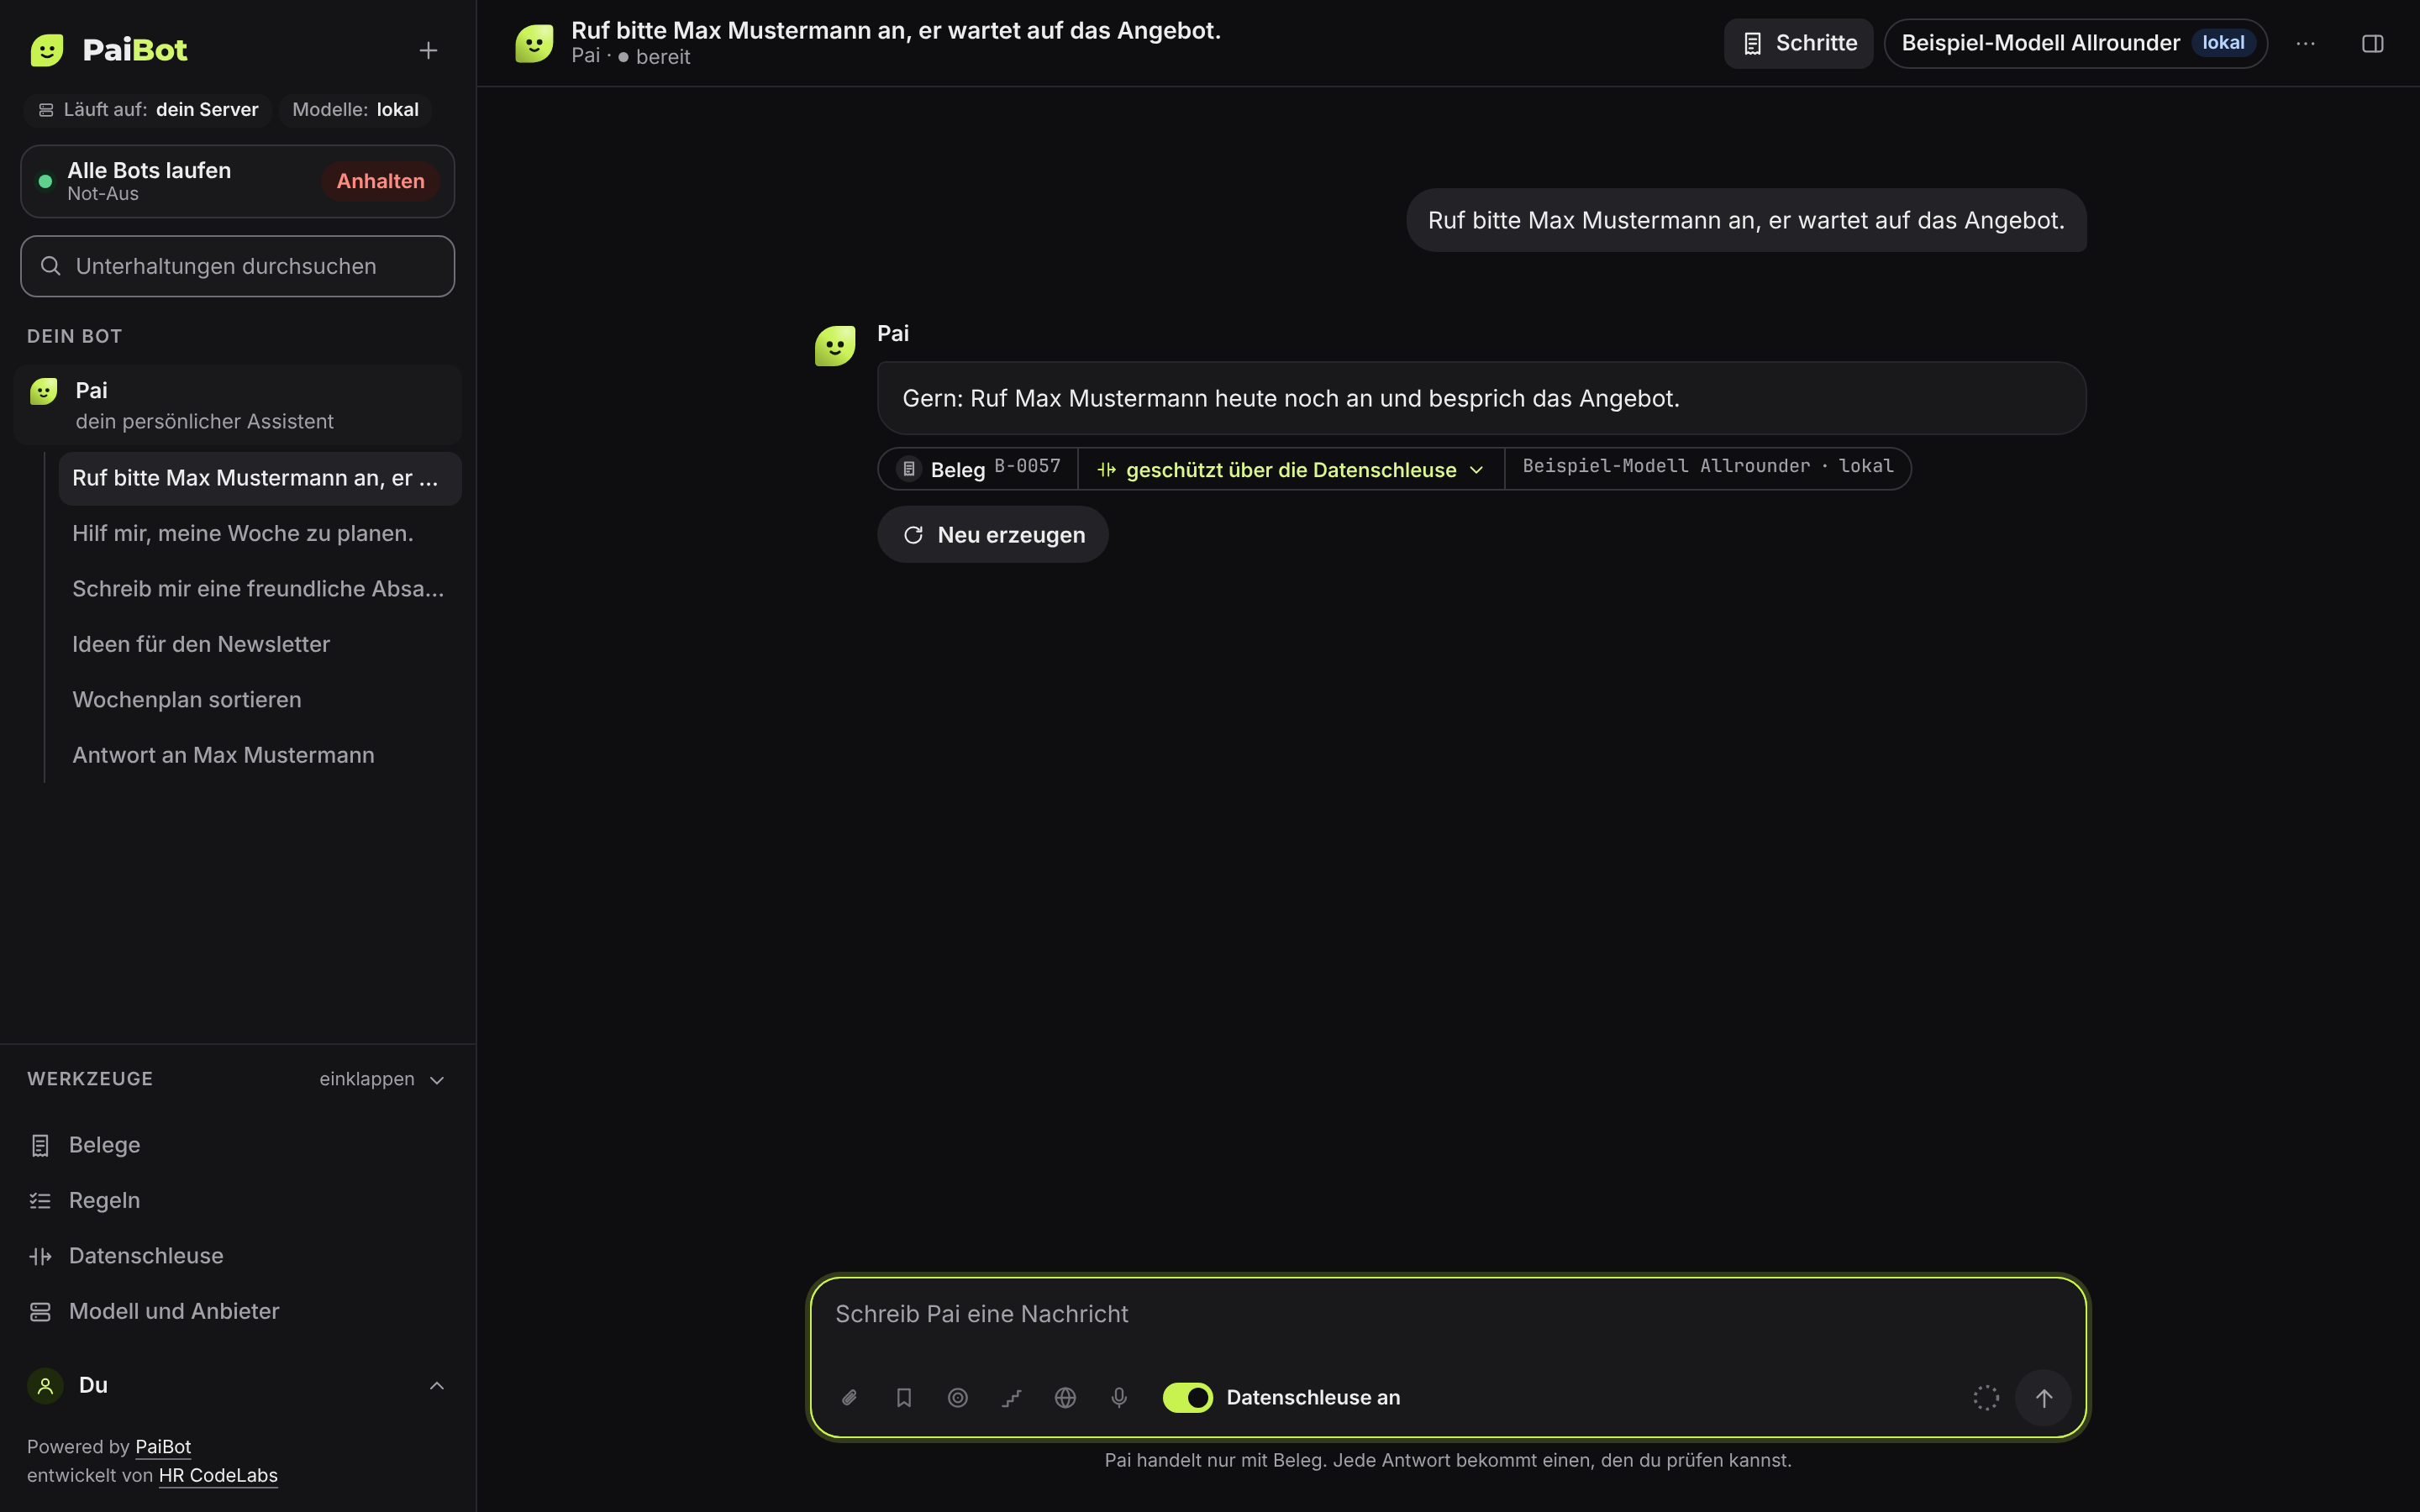 PaiBot
Läuft auf: dein Server
Modelle: lokal
Alle Bots laufen
Not-Aus
Anhalten
Unterhaltungen durchsuchen
DEIN BOT
Pai
dein persönlicher Assistent
Ruf bitte Max Mustermann an, er ...
Hilf mir, meine Woche zu planen.
Schreib mir eine freundliche Absa...
Ideen für den Newsletter
Wochenplan sortieren
Antwort an Max Mustermann
WERKZEUGE
einklappen
Belege
Regeln
Datenschleuse
Modell und Anbieter
Du
Powered by PaiBot
entwickelt von HR CodeLabs
Ruf bitte Max Mustermann an, er wartet auf das Angebot.
Pai · bereit
Schritte
Beispiel-Modell Allrounder lokal
Ruf bitte Max Mustermann an, er wartet auf das Angebot.
Pai
Gern: Ruf Max Mustermann heute noch an und besprich das Angebot.
Beleg B-0057
geschützt über die Datenschleuse
Beispiel-Modell Allrounder · lokal
Neu erzeugen
Schreib Pai eine Nachricht
Datenschleuse an
Pai handelt nur mit Beleg. Jede Antwort bekommt einen, den du prüfen kannst.